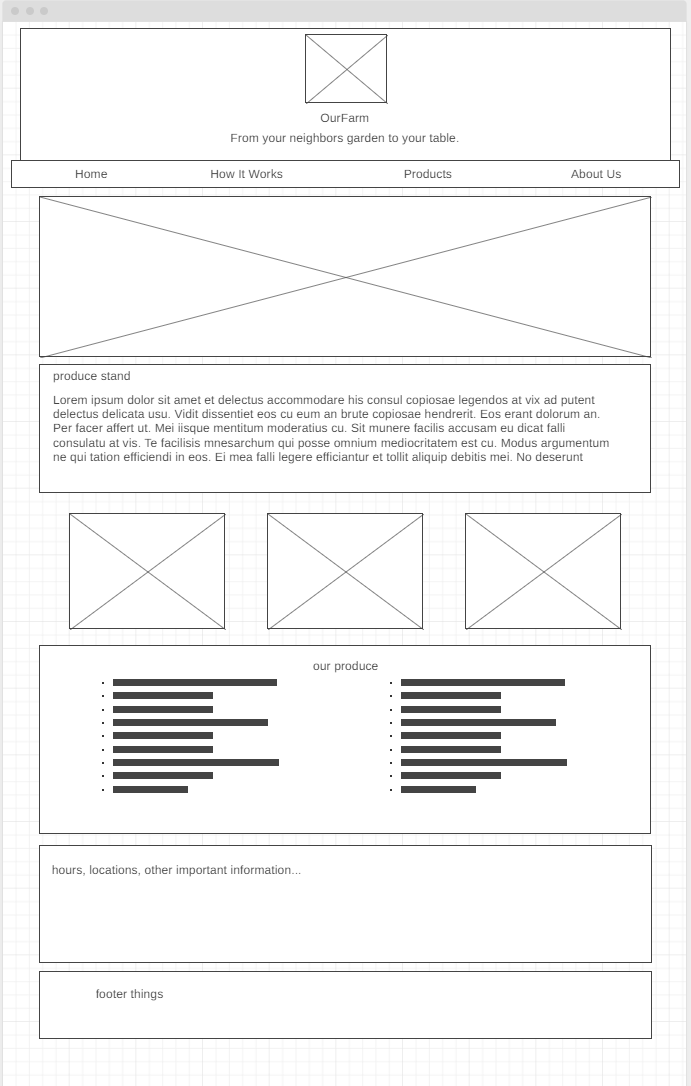 OurFarm
From your neighbors garden to your table.
Home How It Works Products About Us
produce stand
Lorem ipsum dolor sit amet et delectus accommodare his consul copiosae legendos at vix ad putent
delectus delicata usu. Vidit dissentiet eos cu eum an brute copiosae hendrerit. Eos erant dolorum an.
Per facer affert ut. Mei iisque mentitum moderatius cu. Sit munere facilis accusam eu dicat falli
consulatu at vis. Te facilisis mnesarchum qui posse omnium mediocritatem est cu. Modus argumentum
ne qui tation efficiendi in eos. Ei mea falli legere efficiantur et tollit aliquip debitis mei. No deserunt
our produce
hours, locations, other important information...
footer things